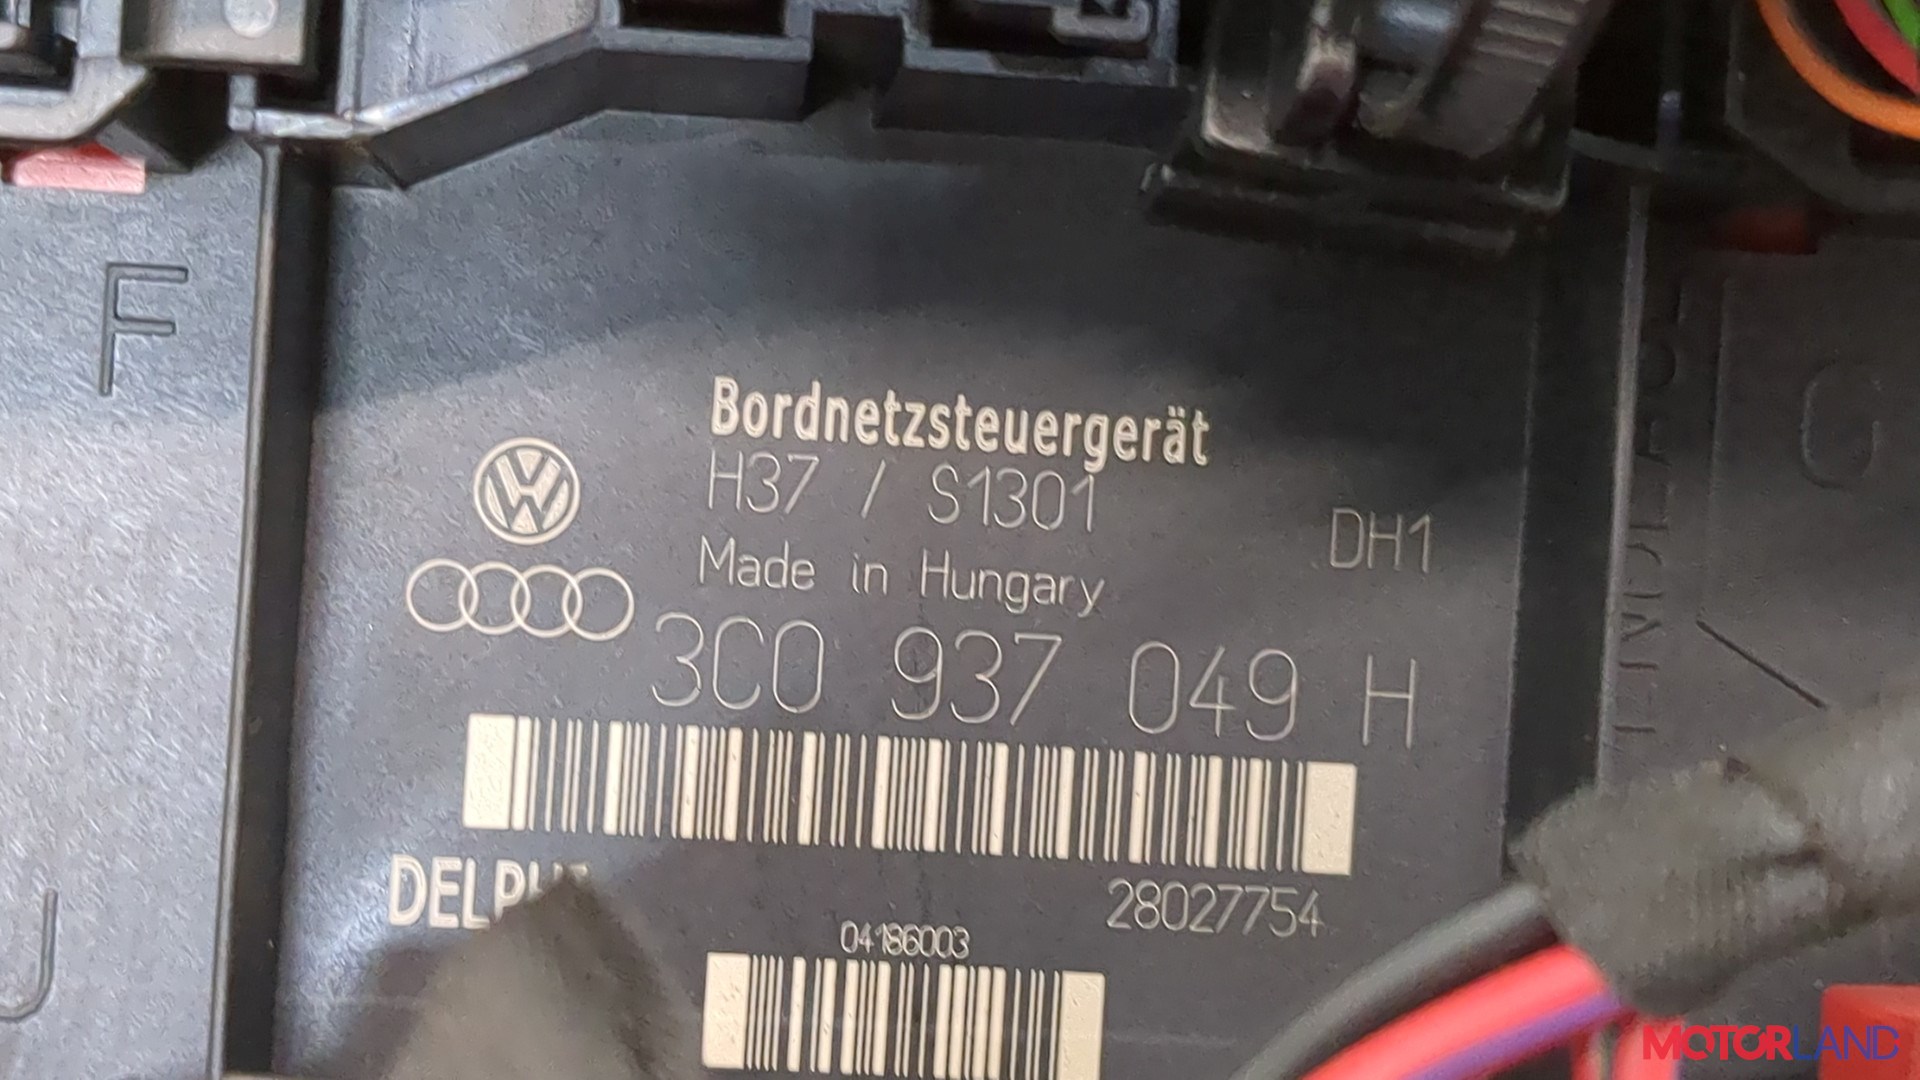 F
Bordnetzsteuergerät
H37 / S1301
DH1
Made in Hungary
3C0 937 049 H
28027754
04186003
J
MOTORLAND